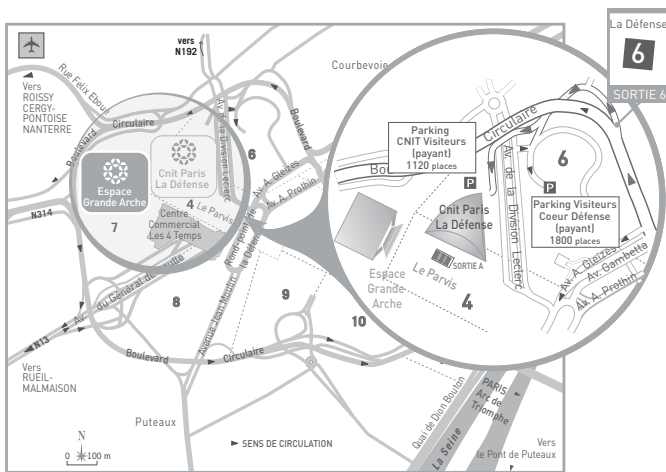 La Défense
6
SORTIE 6
vers
N192
Courbevoie
Vers
ROISSY
CERGY-
PONTOISE
NANTERRE
Rue Felix Eboué
Boulevard
Circulaire
Av. de la Division Leclerc
Boulevard
6
Av. A. Gleizes
Av. A. Prothin
Espace
Grande Arche
7
Cnit Paris
La Défense
4
Le Parvis
Centre
Commercial
Les 4 Temps
Rond-point de
la Défense
N314
Av. du Général de Gaulle
8
9
10
Avenue Jean Moulin
N13
Vers
RUEIL-
MALMAISON
Boulevard
Circulaire
Puteaux
N
0 100 m
SENS DE CIRCULATION
Quai de Dion Bouton
La Seine
PARIS
Arc de
Triomphe
Vers
le Pont de Puteaux
Parking
CNIT Visiteurs
(payant)
1120 places
P
Circulaire
Av. de la Division Leclerc
6
P
Parking Visiteurs
Coeur Défense
(payant)
1800 places
Cnit Paris
La Défense
SORTIE A
Espace
Grande
Arche
Le Parvis
4
Av. A. Gleizes
Av. Gambetta
Av. A. Prothin